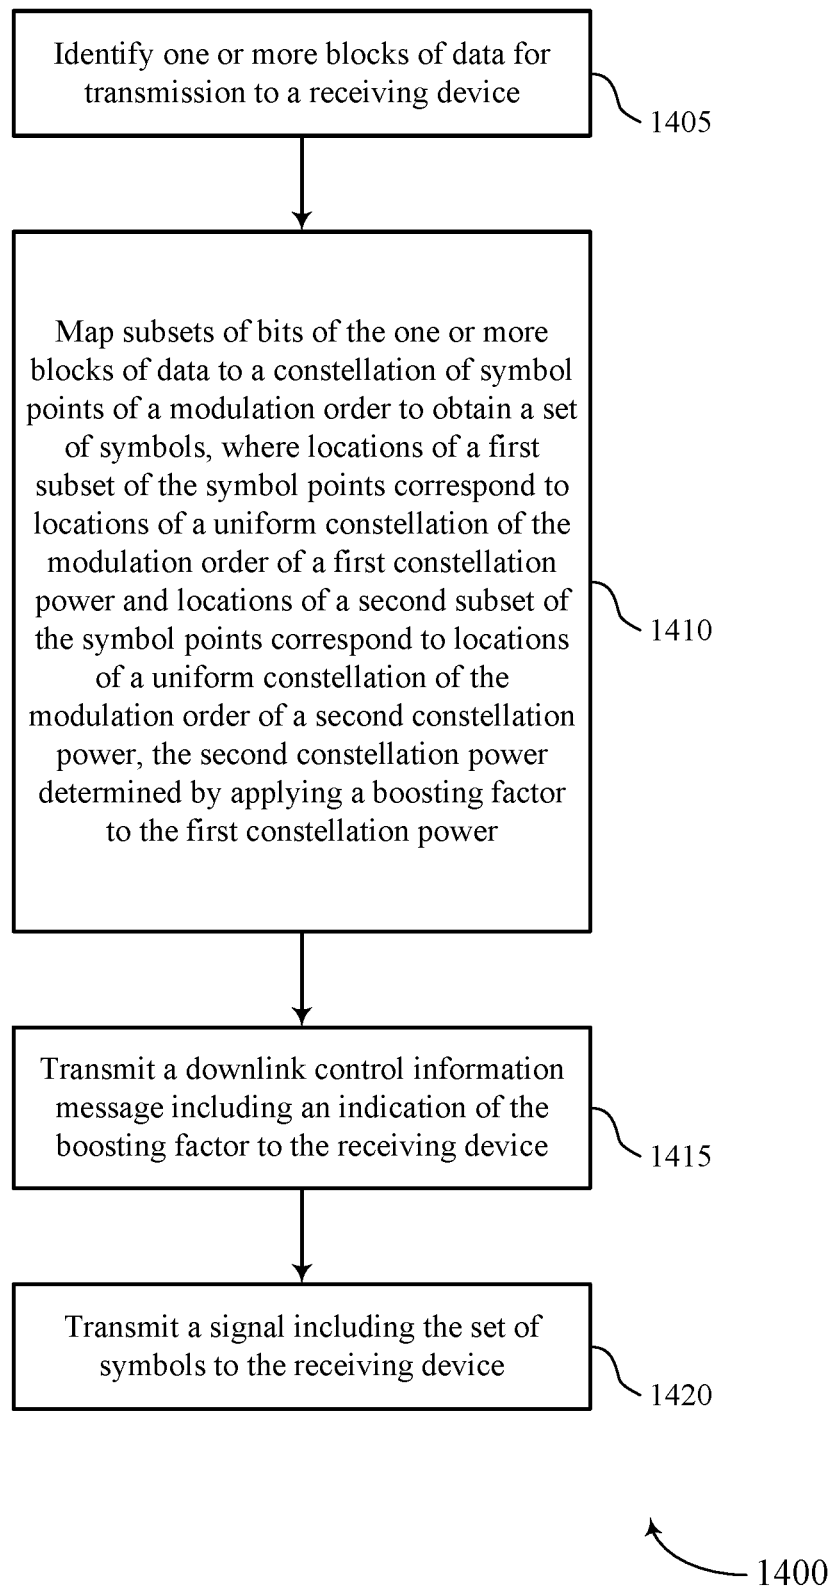 Identify one or more blocks of data for
transmission to a receiving device
1405
Map subsets of bits of the one or more
blocks of data to a constellation of symbol
points of a modulation order to obtain a set
of symbols, where locations of a first
subset of the symbol points correspond to
locations of a uniform constellation of the
modulation order of a first constellation
power and locations of a second subset of
the symbol points correspond to locations
of a uniform constellation of the
modulation order of a second constellation
power, the second constellation power
determined by applying a boosting factor
to the first constellation power
1410
Transmit a downlink control information
message including an indication of the
boosting factor to the receiving device
1415
Transmit a signal including the set of
symbols to the receiving device
1420
1400